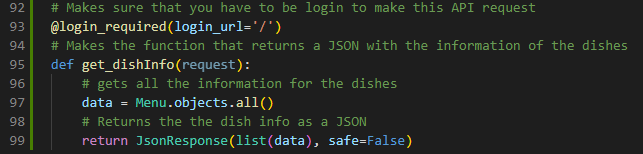 92 # Makes sure that you have to be login to make this API request
93 @login_required(login_url='/')
94 # Makes the function that returns a JSON with the information of the dishes
95 def get_dishInfo(request):
96     # gets all the information for the dishes
97     data = Menu.objects.all()
98     # Returns the the dish info as a JSON
99     return JsonResponse(list(data), safe=False)